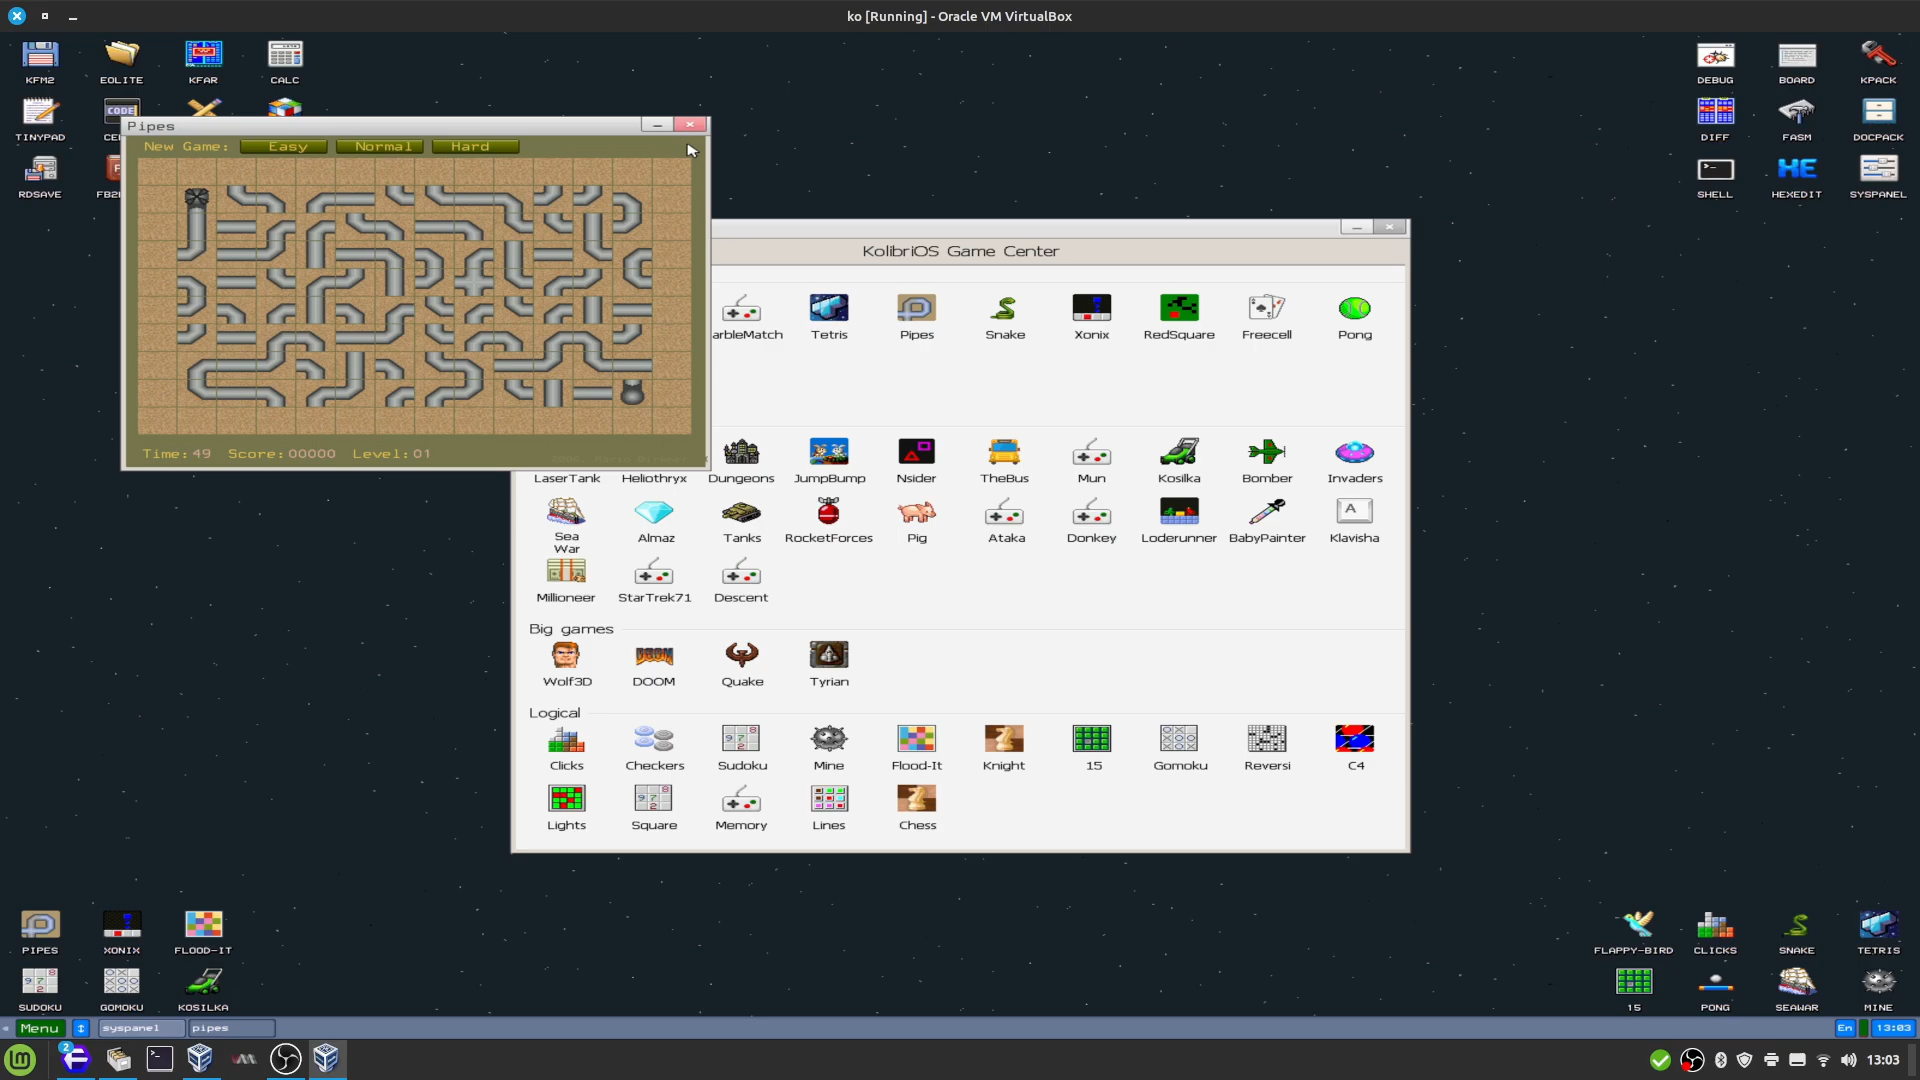 ko [Running] - Oracle VM VirtualBox
KFM2 EOLITE KFAR CALC
DEBUG BOARD KPACK
TINYPAD
DIFF FASM DOCPACK
RDSAVE
SHELL HEXEDIT SYSPANEL
Pipes
New Game: Easy Normal Hard
Time:49 Score:00000 Level:01
KolibriOS Game Center
arbleMatch Tetris Pipes Snake Xonix RedSquare Freecell Pong
LaserTank Heliothryx Dungeons JumpBump Nsider TheBus Mun Kosilka Bomber Invaders
Sea War Almaz Tanks RocketForces Pig Ataka Donkey Loderunner BabyPainter Klavisha
Millioneer StarTrek71 Descent
Big games
Wolf3D DOOM Quake Tyrian
Logical
Clicks Checkers Sudoku Mine Flood-It Knight 15 Gomoku Reversi C4
Lights Square Memory Lines Chess
PIPES XONIX FLOOD-IT
FLAPPY-BIRD CLICKS SNAKE TETRIS
SUDOKU GOMOKU KOSILKA
15 PONG SEAWAR MINE
Menu syspanel pipes
En 13:03
2
13:03